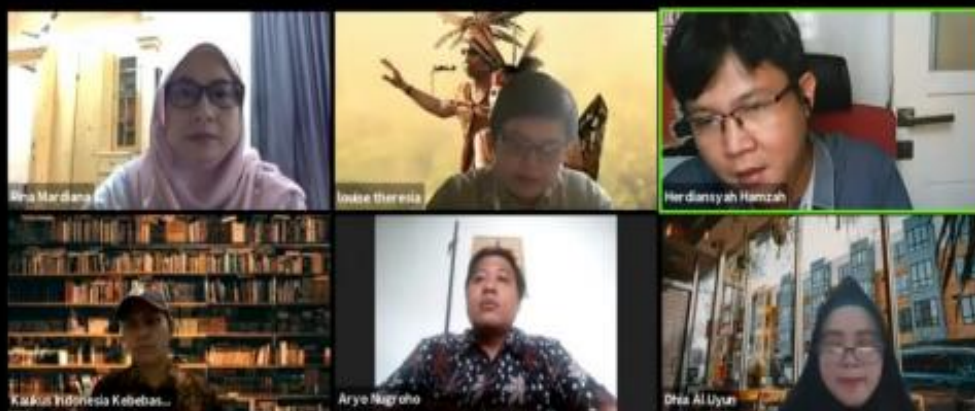 Rina Mardiana
louise theresia
Herdiansyah Hamzah
Kaukus Indonesia Kebebas...
Aryo Nugroho
Dhia Al Uyun